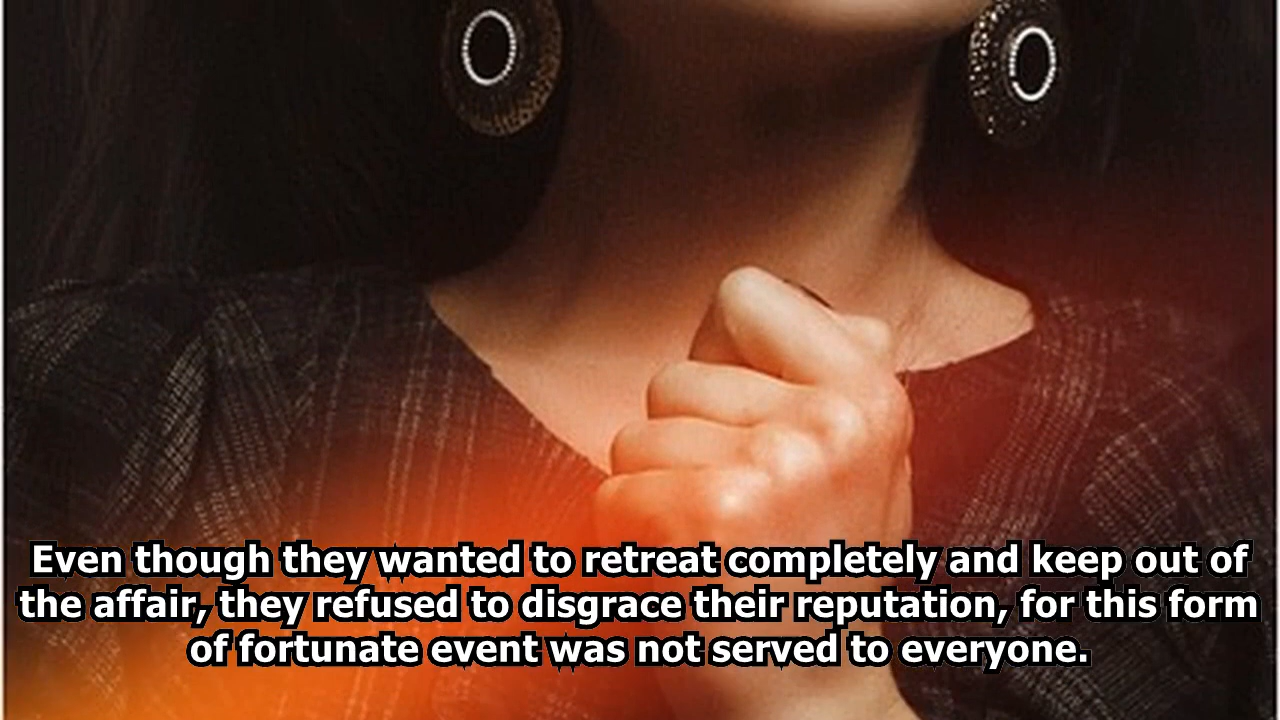 Even though they wanted to retreat completely and keep out of
the affair, they refused to disgrace their reputation, for this form
of fortunate event was not served to everyone.